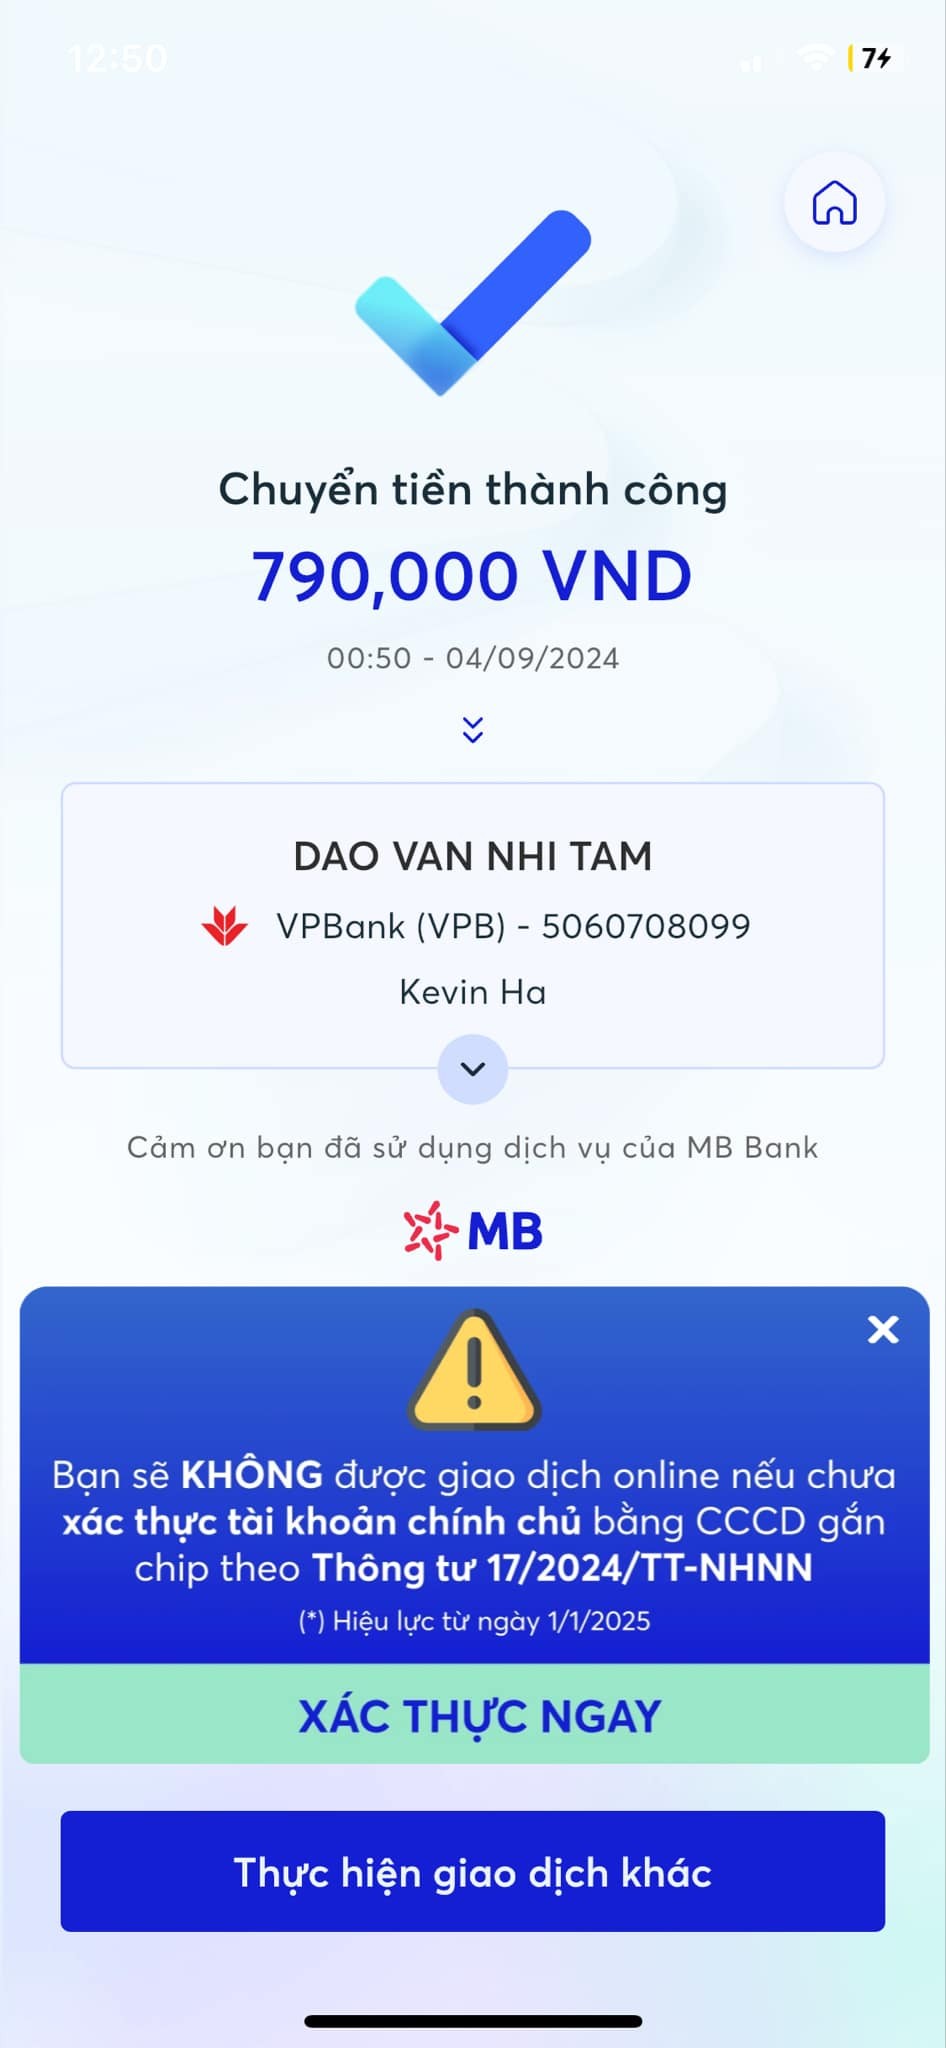 12:50
7
Chuyển tiền thành công
790,000 VND
00:50 - 04/09/2024
DAO VAN NHI TAM
VPBank (VPB) - 5060708099
Kevin Ha
Cảm ơn bạn đã sử dụng dịch vụ của MB Bank
MB
Bạn sẽ KHÔNG được giao dịch online nếu chưa
xác thực tài khoản chính chủ bằng CCCD gắn
chip theo Thông tư 17/2024/TT-NHNN
(*) Hiệu lực từ ngày 1/1/2025
XÁC THỰC NGAY
Thực hiện giao dịch khác